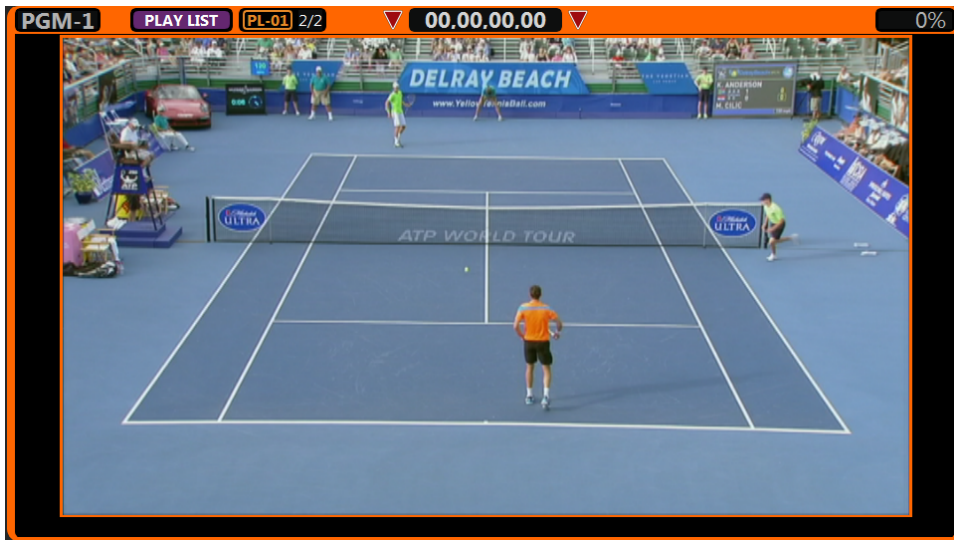 PGM-1 PLAY LIST PL-01 2/2 00,00,00,00 0%
DELRAY BEACH
www.YellowTennisBall.com
K. ANDERSON
M. CILIC
ATP
ULTRA
ULTRA
ATP WORLD TOUR